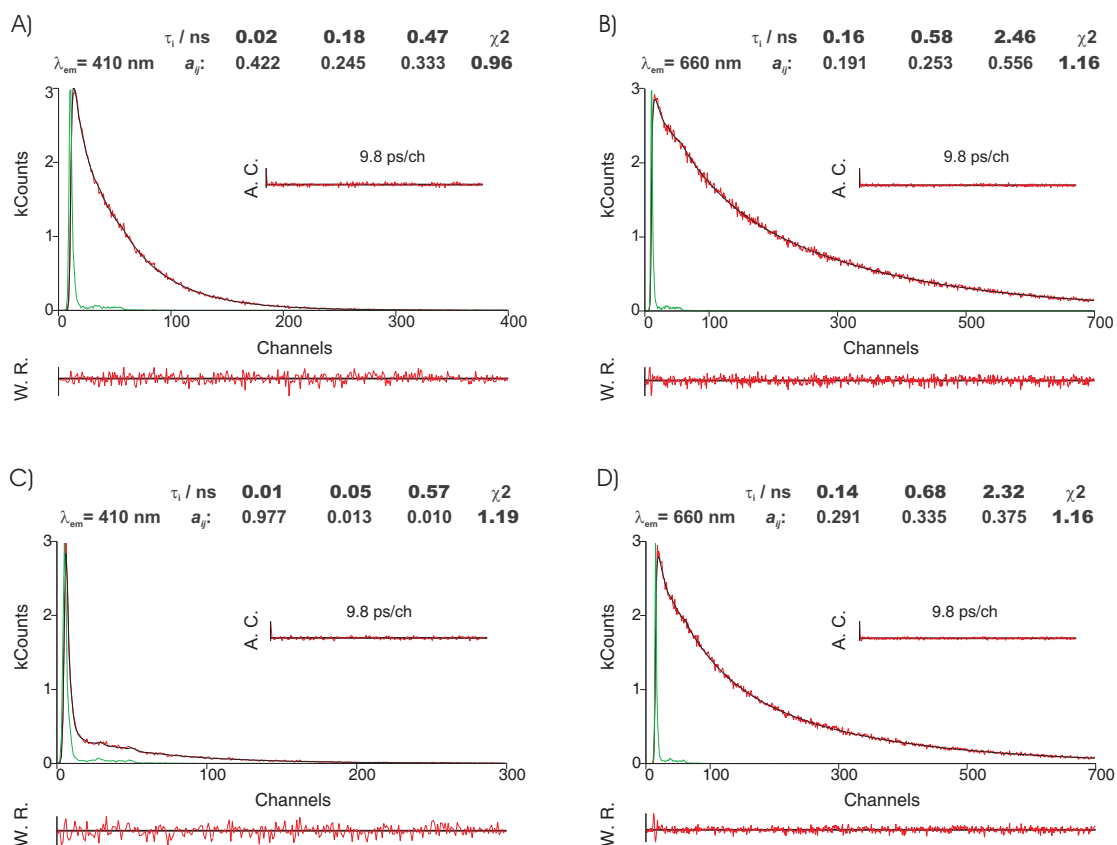 A)
τi / ns 0.02 0.18 0.47 χ2
λem= 410 nm aij: 0.422 0.245 0.333 0.96
3
2
1
0
kCounts
A. C.
9.8 ps/ch
0 100 200 300 400
Channels
W. R.
B)
τi / ns 0.16 0.58 2.46 χ2
λem= 660 nm aij: 0.191 0.253 0.556 1.16
3
2
1
0
kCounts
A. C.
9.8 ps/ch
0 100 300 500 700
Channels
W. R.
C)
τi / ns 0.01 0.05 0.57 χ2
λem= 410 nm aij: 0.977 0.013 0.010 1.19
3
2
1
0
kCounts
A. C.
9.8 ps/ch
0 100 200 300
Channels
W. R.
D)
τi / ns 0.14 0.68 2.32 χ2
λem= 660 nm aij: 0.291 0.335 0.375 1.16
3
2
1
0
kCounts
A. C.
9.8 ps/ch
0 100 300 500 700
Channels
W. R.